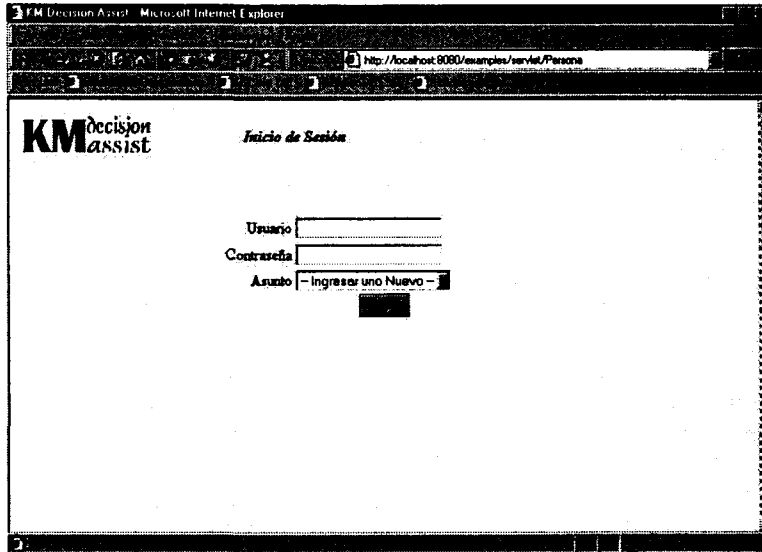 KM Decision Assist - Microsoft Internet Explorer
http://localhost:8080/examples/servlet/Persona
KM decision assist
Inicio de Sesión
Usuario
Contraseña
Asunto -- Ingresar uno Nuevo --